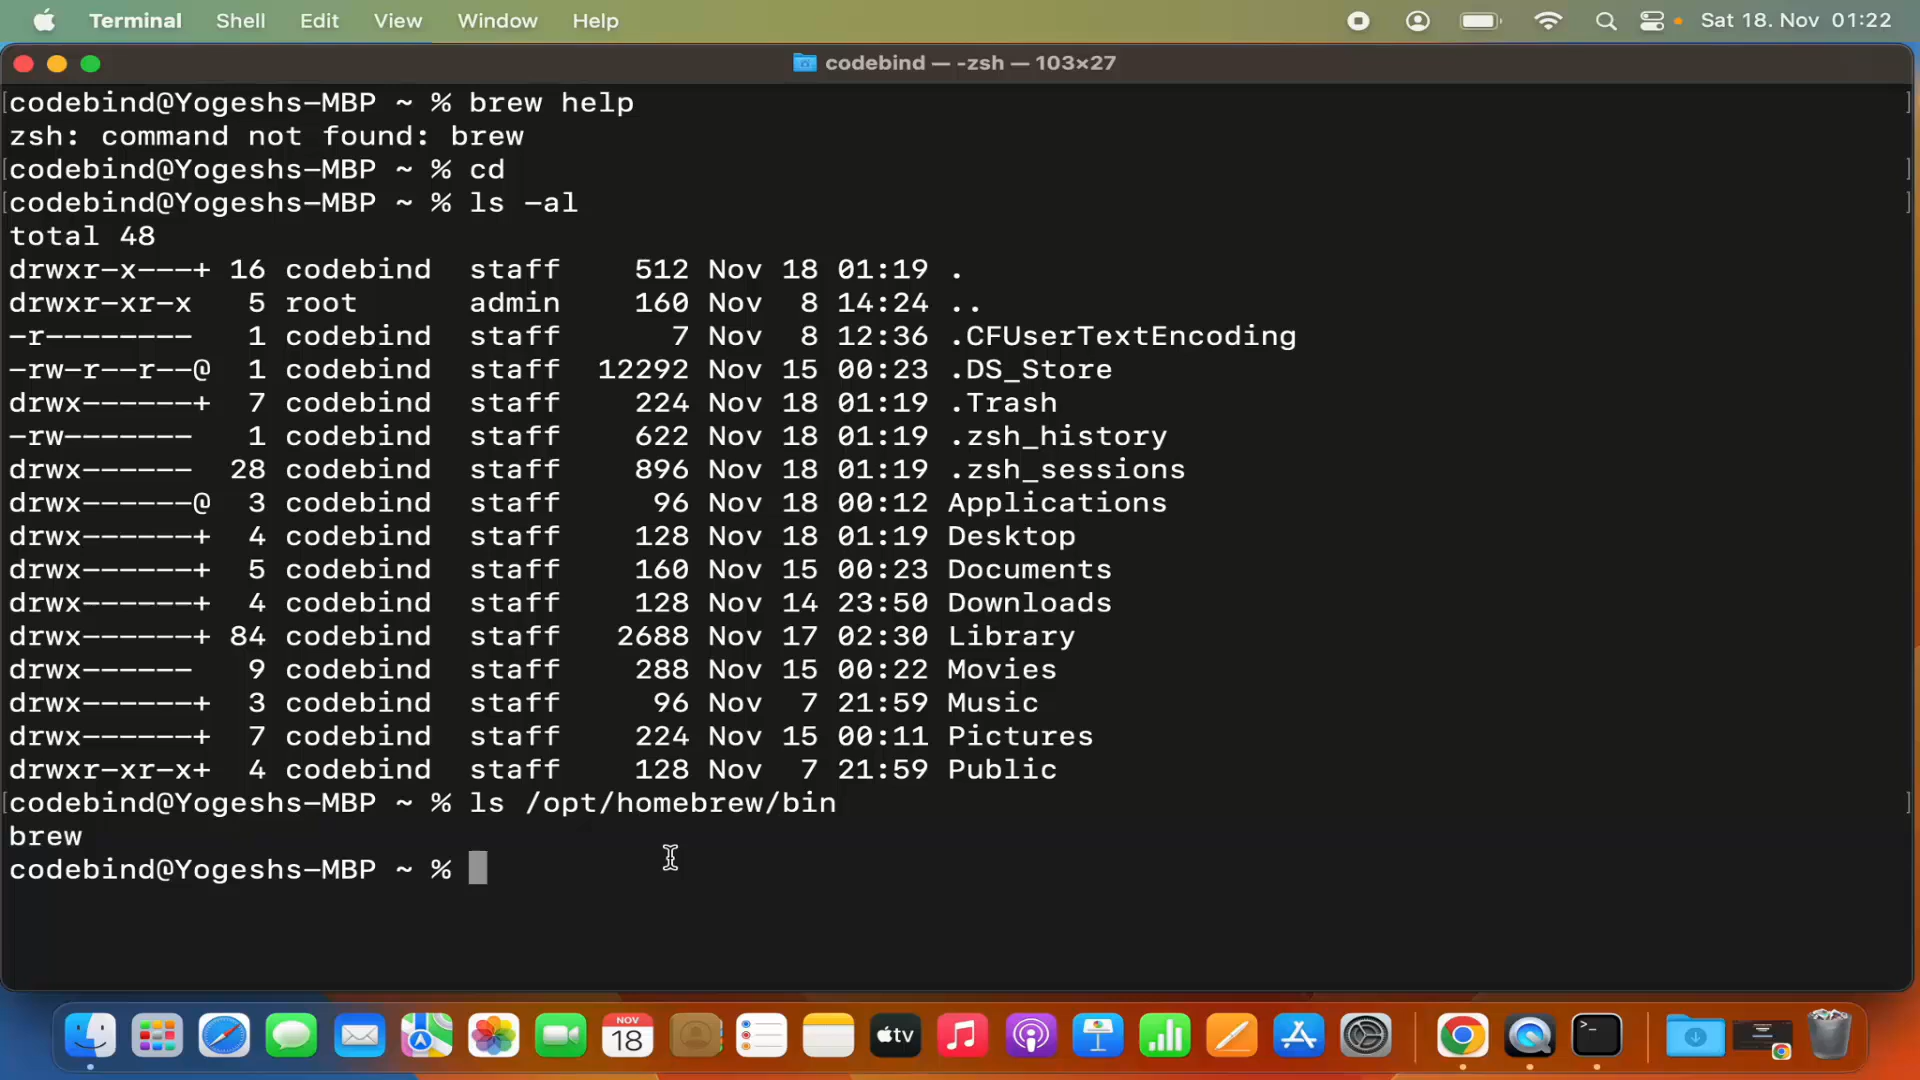 Terminal Shell Edit View Window Help Sat 18. Nov 01:22
codebind — -zsh — 103×27
codebind@Yogeshs-MBP ~ % brew help
zsh: command not found: brew
codebind@Yogeshs-MBP ~ % cd
codebind@Yogeshs-MBP ~ % ls -al
total 48
drwxr-x---+ 16 codebind  staff    512 Nov 18 01:19 .
drwxr-xr-x   5 root      admin    160 Nov  8 14:24 ..
-r--------   1 codebind  staff      7 Nov  8 12:36 .CFUserTextEncoding
-rw-r--r--@  1 codebind  staff  12292 Nov 15 00:23 .DS_Store
drwx------+  7 codebind  staff    224 Nov 18 01:19 .Trash
-rw-------   1 codebind  staff    622 Nov 18 01:19 .zsh_history
drwx------  28 codebind  staff    896 Nov 18 01:19 .zsh_sessions
drwx------@  3 codebind  staff     96 Nov 18 00:12 Applications
drwx------+  4 codebind  staff    128 Nov 18 01:19 Desktop
drwx------+  5 codebind  staff    160 Nov 15 00:23 Documents
drwx------+  4 codebind  staff    128 Nov 14 23:50 Downloads
drwx------+ 84 codebind  staff   2688 Nov 17 02:30 Library
drwx------   9 codebind  staff    288 Nov 15 00:22 Movies
drwx------+  3 codebind  staff     96 Nov  7 21:59 Music
drwx------+  7 codebind  staff    224 Nov 15 00:11 Pictures
drwxr-xr-x+  4 codebind  staff    128 Nov  7 21:59 Public
codebind@Yogeshs-MBP ~ % ls /opt/homebrew/bin
brew
codebind@Yogeshs-MBP ~ %
NOV
18
tv
>_